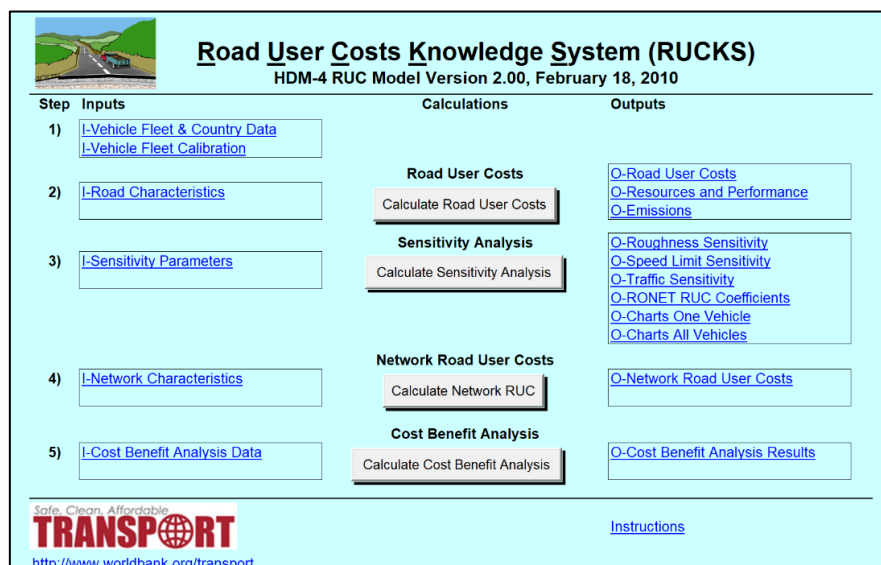 Road User Costs Knowledge System (RUCKS)
HDM-4 RUC Model Version 2.00, February 18, 2010
Step Inputs Calculations Outputs
1) I-Vehicle Fleet & Country Data
I-Vehicle Fleet Calibration
Road User Costs
2) I-Road Characteristics
Calculate Road User Costs
O-Road User Costs
O-Resources and Performance
O-Emissions
Sensitivity Analysis
3) I-Sensitivity Parameters
Calculate Sensitivity Analysis
O-Roughness Sensitivity
O-Speed Limit Sensitivity
O-Traffic Sensitivity
O-RONET RUC Coefficients
O-Charts One Vehicle
O-Charts All Vehicles
Network Road User Costs
4) I-Network Characteristics
Calculate Network RUC
O-Network Road User Costs
Cost Benefit Analysis
5) I-Cost Benefit Analysis Data
Calculate Cost Benefit Analysis
O-Cost Benefit Analysis Results
Safe, Clean, Affordable
TRANSPORT
Instructions
http://www.worldbank.org/transport